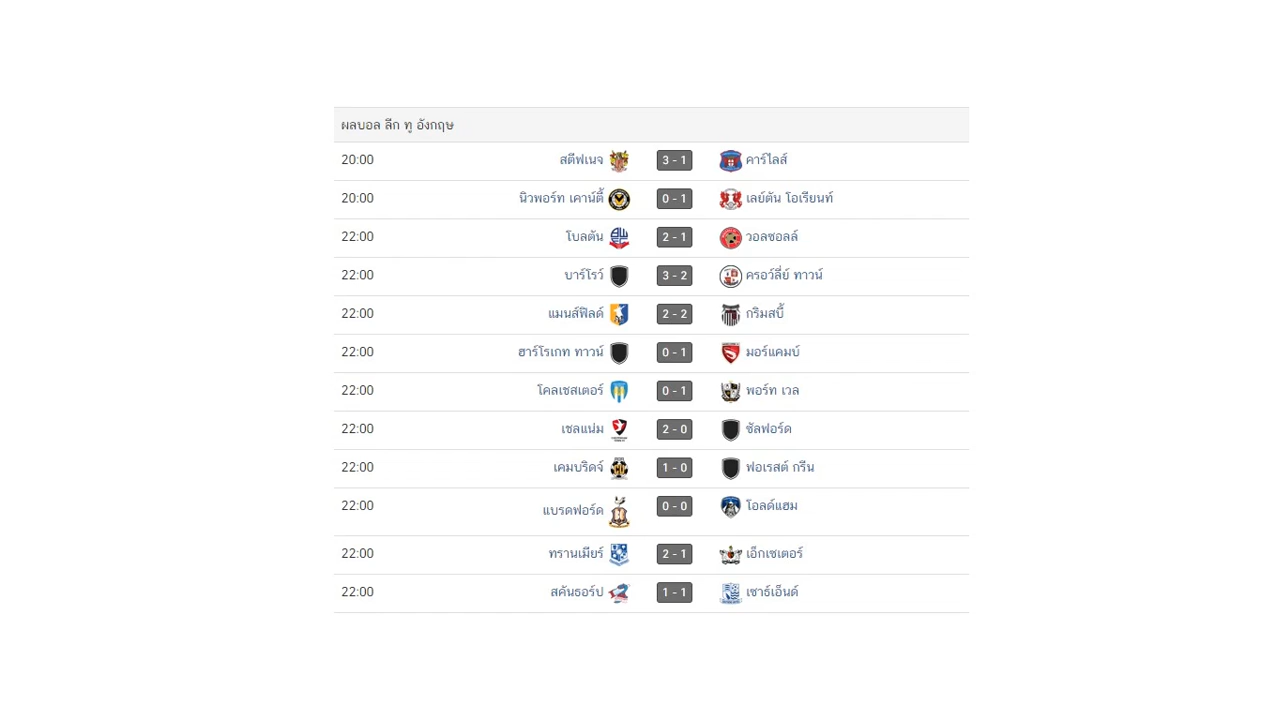 ผลบอล ลีก ทู อังกฤษ
20:00 สตีฟเนจ 3 - 1 คาร์ไลส์
20:00 นิวพอร์ท เคาน์ตี้ 0 - 1 เลย์ตัน โอเรียนท์
22:00 โบลตัน 2 - 1 วอลซอลล์
22:00 บาร์โรว์ 3 - 2 ครอว์ลี่ย์ ทาวน์
22:00 แมนส์ฟิลด์ 2 - 2 กริมสบี้
22:00 ฮาร์โรเกท ทาวน์ 0 - 1 มอร์แคมบ์
22:00 โคลเชสเตอร์ 0 - 1 พอร์ท เวล
22:00 เชลแน่ม 2 - 0 ซัลฟอร์ด
22:00 เคมบริดจ์ 1 - 0 ฟอเรสต์ กรีน
22:00 แบรดฟอร์ด 0 - 0 โอลด์แฮม
22:00 ทรานเมียร์ 2 - 1 เอ็กเซเตอร์
22:00 สคันธอร์ป 1 - 1 เซาธ์เอ็นด์